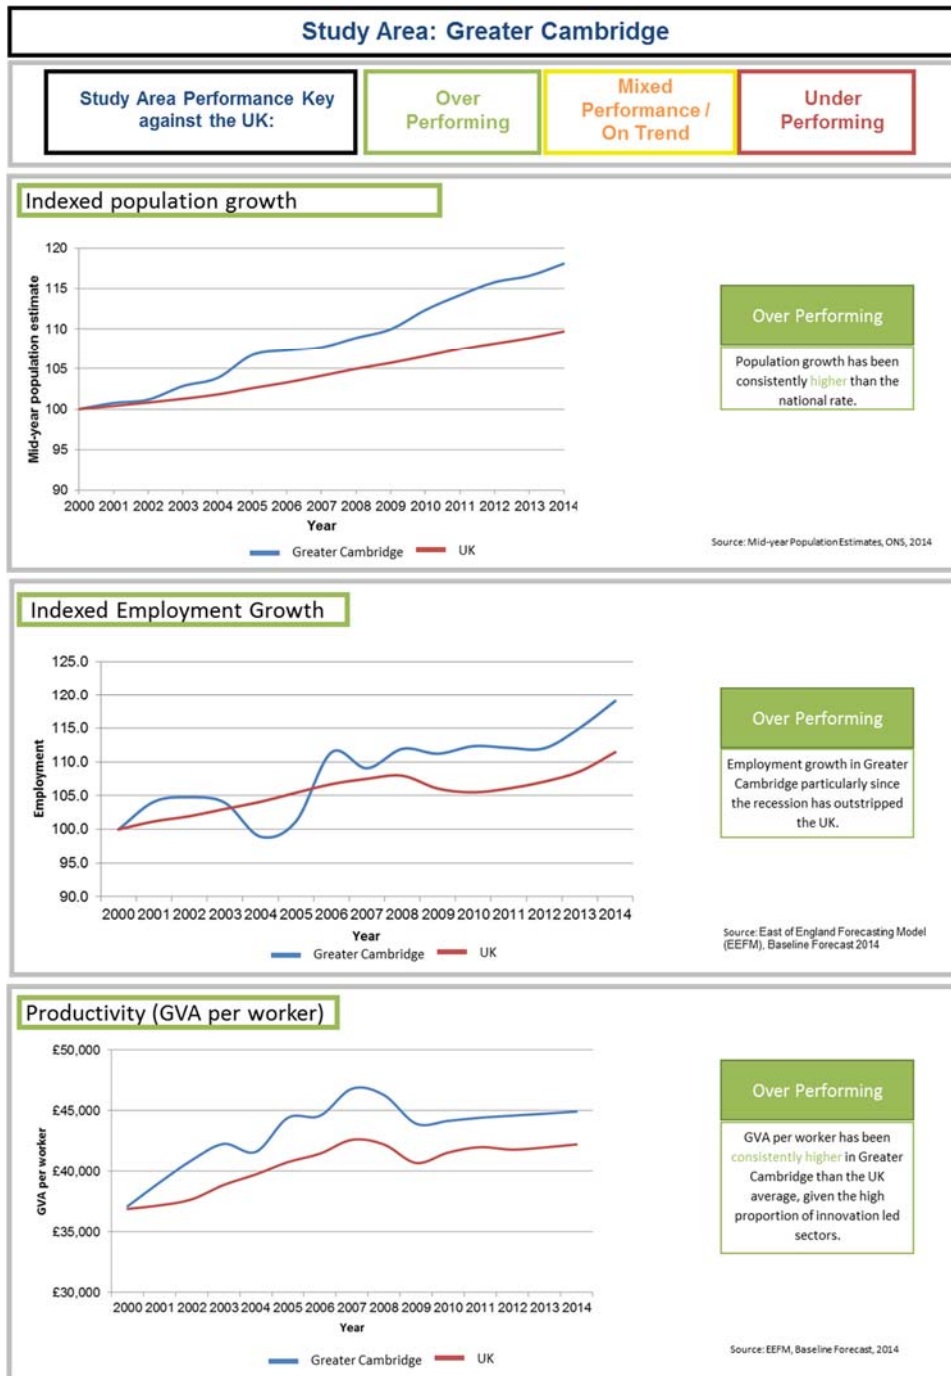 Study Area: Greater Cambridge
Study Area Performance Key
against the UK:
Over
Performing
Mixed
Performance /
On Trend
Under
Performing
Indexed population growth
Mid-year population estimate
120
115
110
105
100
95
90
2000 2001 2002 2003 2004 2005 2006 2007 2008 2009 2010 2011 2012 2013 2014
Year
Greater Cambridge UK
Over Performing
Population growth has been
consistently higher than the
national rate.
Source: Mid-year Population Estimates, ONS, 2014
Indexed Employment Growth
Employment
125.0
120.0
115.0
110.0
105.0
100.0
95.0
90.0
2000 2001 2002 2003 2004 2005 2006 2007 2008 2009 2010 2011 2012 2013 2014
Year
Greater Cambridge UK
Over Performing
Employment growth in Greater
Cambridge particularly since
the recession has outstripped
the UK.
Source: East of England Forecasting Model
(EEFM), Baseline Forecast 2014
Productivity (GVA per worker)
GVA per worker
£50,000
£45,000
£40,000
£35,000
£30,000
2000 2001 2002 2003 2004 2005 2006 2007 2008 2009 2010 2011 2012 2013 2014
Year
Greater Cambridge UK
Over Performing
GVA per worker has been
consistently higher in Greater
Cambridge than the UK
average, given the high
proportion of innovation led
sectors.
Source: EEFM, Baseline Forecast, 2014